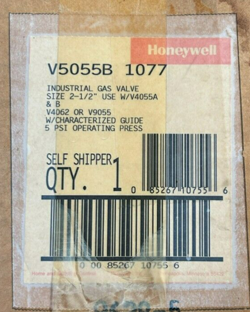 Honeywell
V5055B 1077
INDUSTRIAL GAS VALVE
SIZE 2-1/2" USE W/V4055A
& B
V4062 OR V9055
W/CHARACTERIZED GUIDE
5 PSI OPERATING PRESS
SELF SHIPPER
QTY. 1
0 85267 10755 6
0 00 85267 10755 6